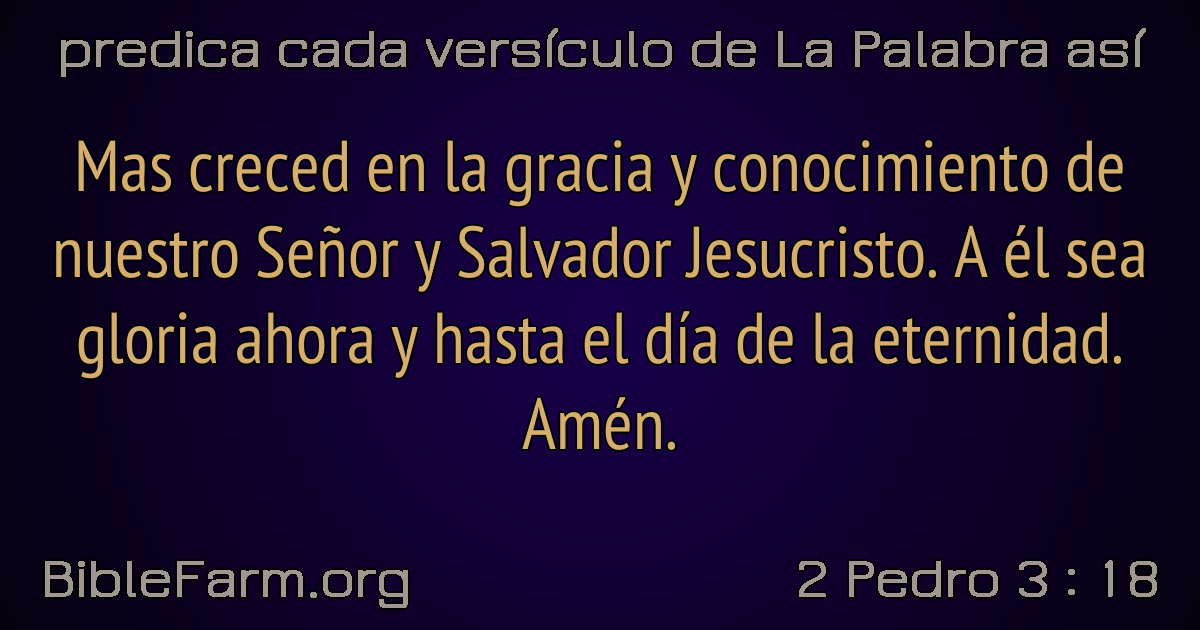 predica cada versículo de La Palabra así
Mas creced en la gracia y conocimiento de
nuestro Señor y Salvador Jesucristo. A él sea
gloria ahora y hasta el día de la eternidad.
Amén.
BibleFarm.org
2 Pedro 3 : 18